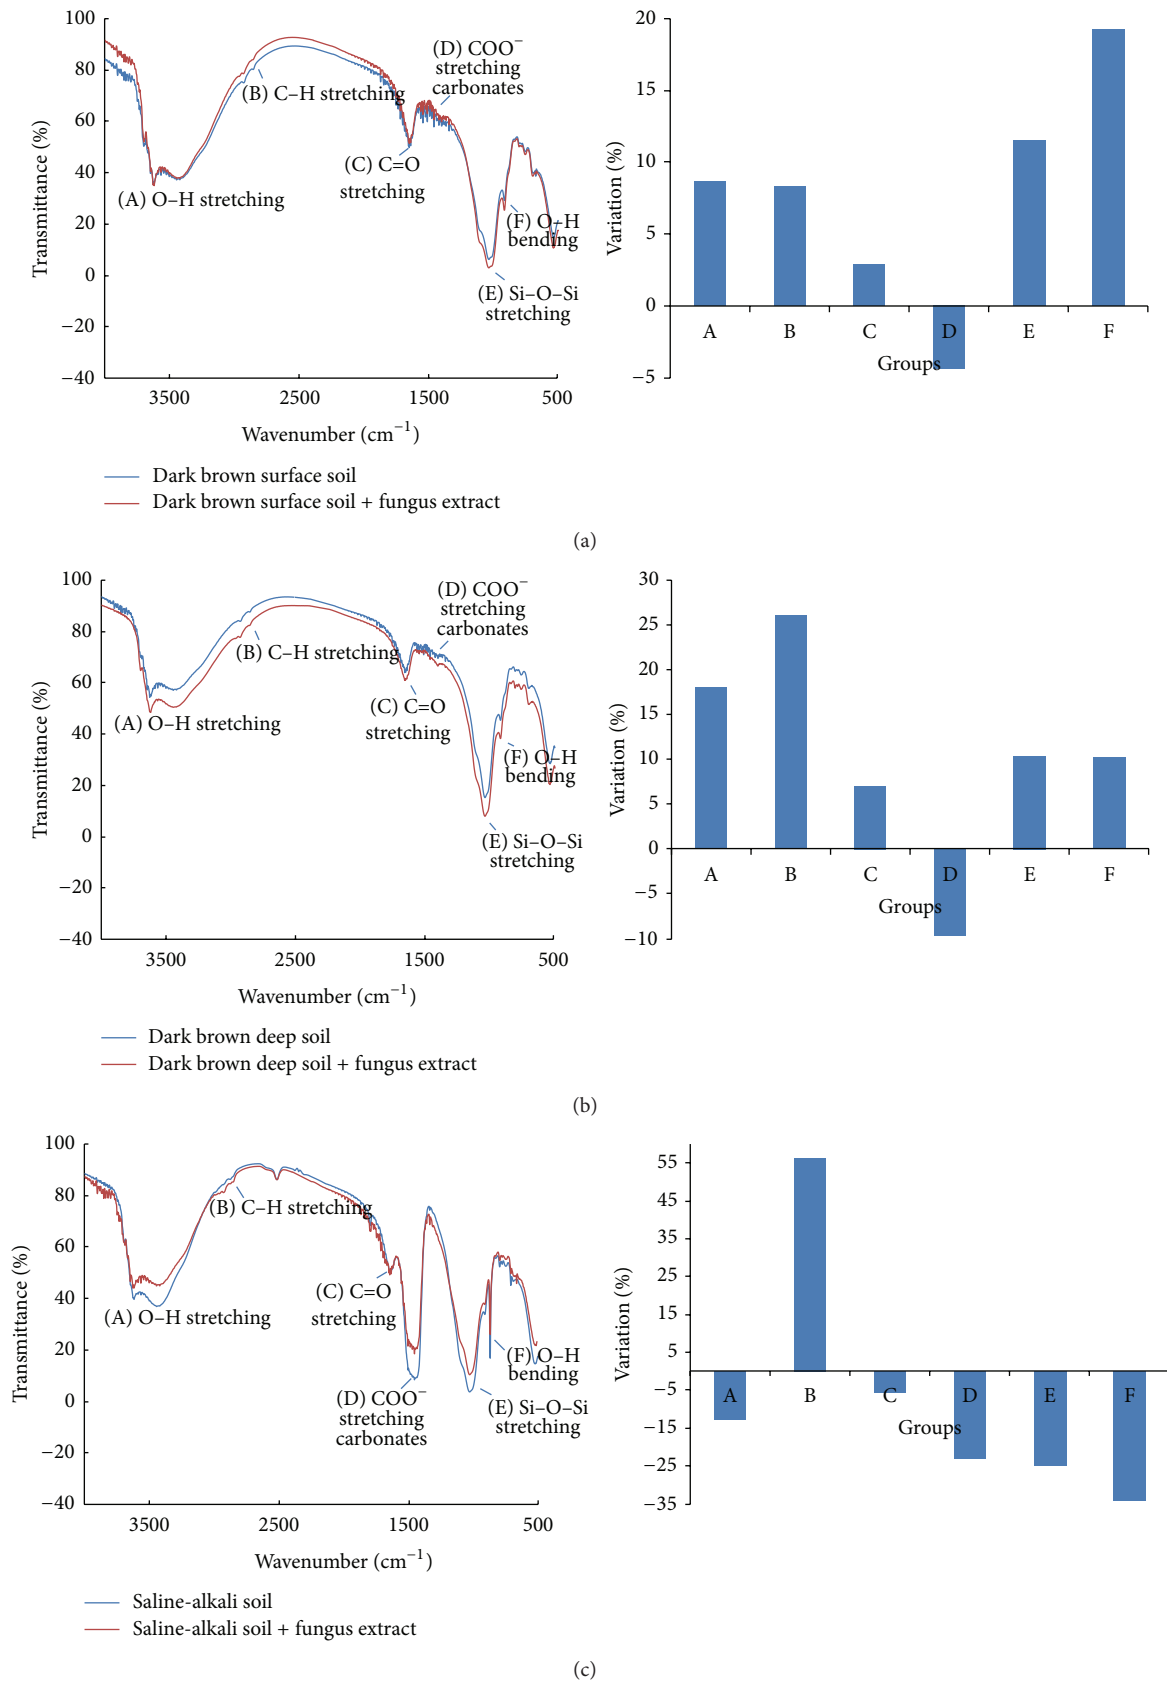 100
80
60
40
20
0
−20
−40
Transmittance (%)
(D) COO−
stretching
carbonates
(B) C–H stretching
(C) C=O
stretching
(A) O–H stretching
(F) O–H
bending
(E) Si–O–Si
stretching
3500 2500 1500 500
Wavenumber (cm−1)
Dark brown surface soil
Dark brown surface soil + fungus extract
20
15
10
5
0
−5
Variation (%)
A B C D E F
Groups
(a)
100
80
60
40
20
0
−20
−40
Transmittance (%)
(D) COO−
stretching
carbonates
(B) C–H stretching
(C) C=O
stretching
(A) O–H stretching
(F) O–H
bending
(E) Si–O–Si
stretching
3500 2500 1500 500
Wavenumber (cm−1)
Dark brown deep soil
Dark brown deep soil + fungus extract
30
25
20
15
10
5
0
−5
−10
Variation (%)
A B C D E F
Groups
(b)
100
80
60
40
20
0
−20
−40
Transmittance (%)
(B) C–H stretching
(C) C=O
stretching
(A) O–H stretching
(F) O–H
bending
(D) COO−
stretching
carbonates
(E) Si–O–Si
stretching
3500 2500 1500 500
Wavenumber (cm−1)
Saline-alkali soil
Saline-alkali soil + fungus extract
55
45
35
25
15
5
−5
−15
−25
−35
Variation (%)
A B C D E F
Groups
(c)